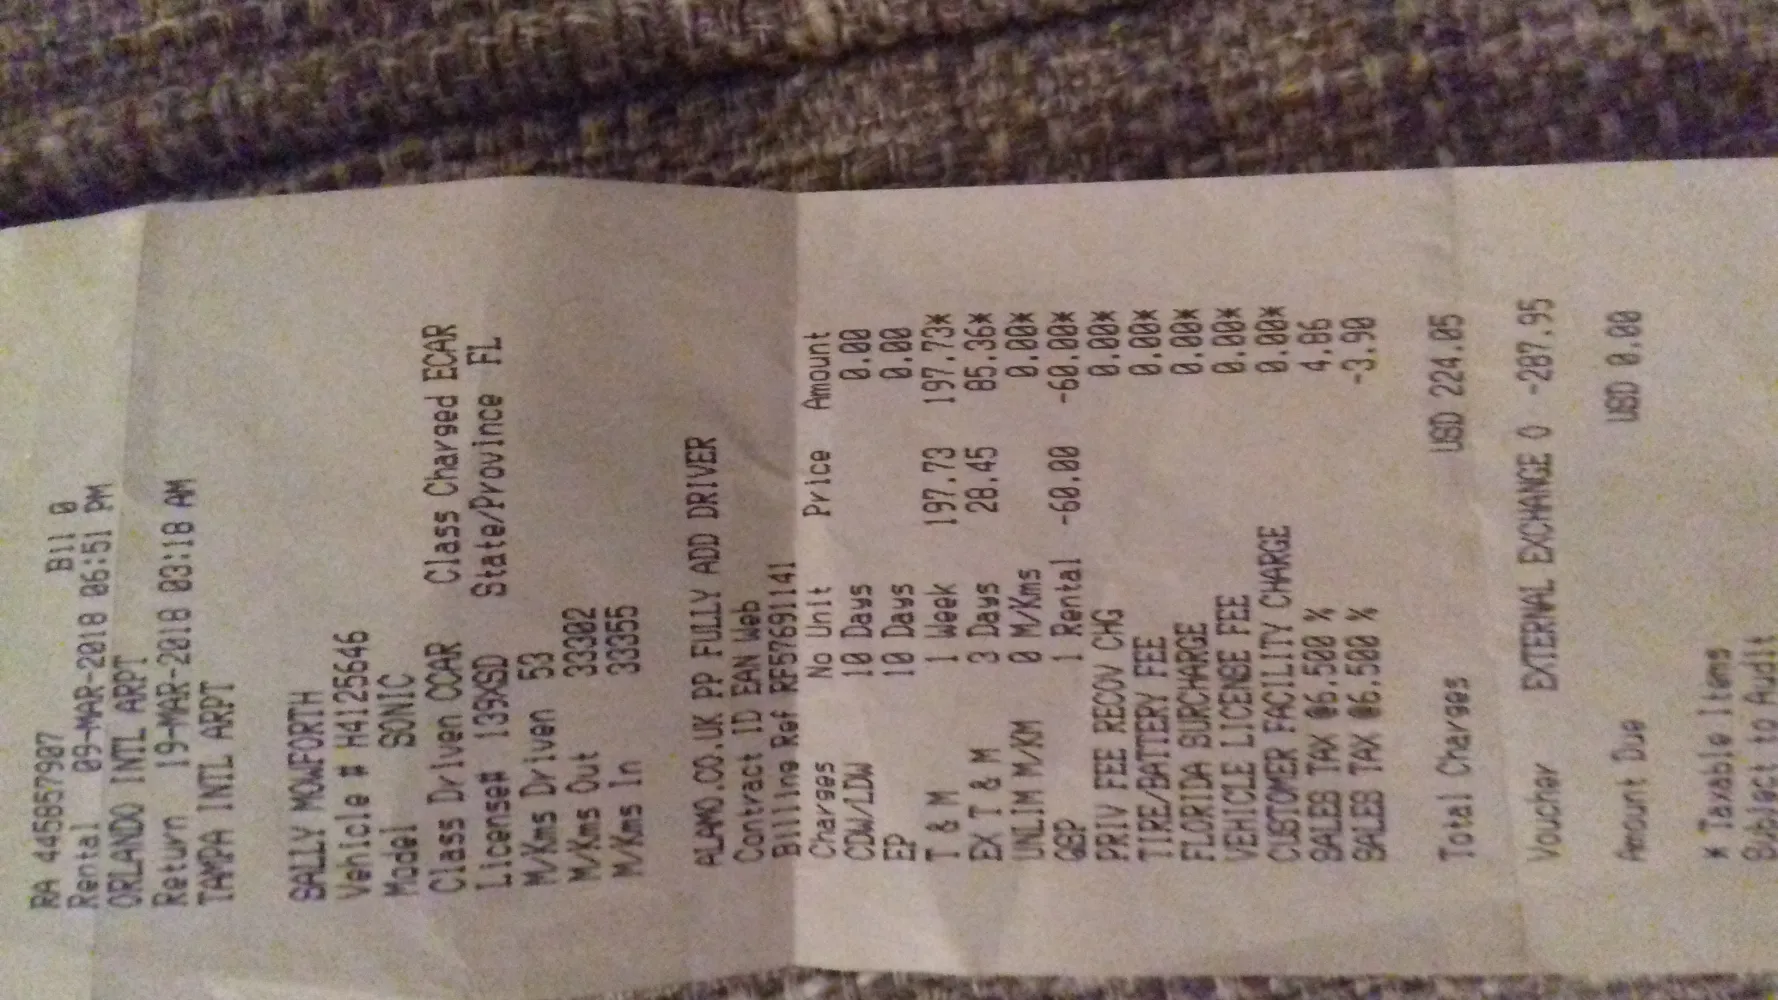 RA 445857907 Bill 0
Rental 09-MAR-2018 06:51 PM
ORLANDO INTL ARPT
Return 19-MAR-2018 03:18 AM
TAMPA INTL ARPT
SALLY MOWFORTH
Vehicle # H4125646
Model SONIC
Class Driven CCAR Class Charged ECAR
License# 139XSD State/Province FL
M/Kms Driven 53
M/Kms Out 33302
M/Kms In 33355
ALAMO.CO.UK PP FULLY ADD DRIVER
Contract ID EAN Web
Billing Ref RF57691141
Charges No Unit Price Amount
CDW/LDW 10 Days 0.00
EP 10 Days 0.00
T & M 1 Week 197.73 197.73*
EX T & M 3 Days 28.45 85.36*
UNLIM M/KM 0 M/Kms 0.00*
QSP 1 Rental -60.00 -60.00*
PRIV FEE RECOV CHG 0.00*
TIRE/BATTERY FEE 0.00*
FLORIDA SURCHARGE 0.00*
VEHICLE LICENSE FEE 0.00*
CUSTOMER FACILITY CHARGE 0.00*
SALES TAX @6.500 % 4.86
SALES TAX @6.500 % -3.90
Total Charges USD 224.05
Voucher EXTERNAL EXCHANGE O -287.95
Amount Due USD 0.00
* Taxable Items
Subject to Audit